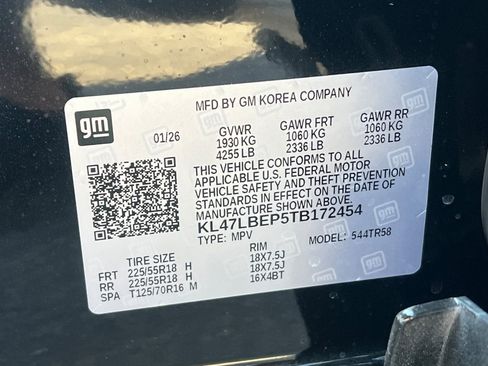 gm
MFD BY GM KOREA COMPANY
01/26 GVWR GAWR FRT GAWR RR
1930 KG 1060 KG 1060 KG
4255 LB 2336 LB 2336 LB
THIS VEHICLE CONFORMS TO ALL
APPLICABLE U.S. FEDERAL MOTOR
VEHICLE SAFETY AND THEFT PREVENTION
STANDARDS IN EFFECT ON THE DATE OF
MANUFACTURE SHOWN ABOVE.
KL47LBEP5TB172454
TYPE: MPV MODEL: 544TR58
TIRE SIZE RIM
FRT 225/55R18 H 18X7.5J
RR 225/55R18 H 18X7.5J
SPA T125/70R16 M 16X4BT